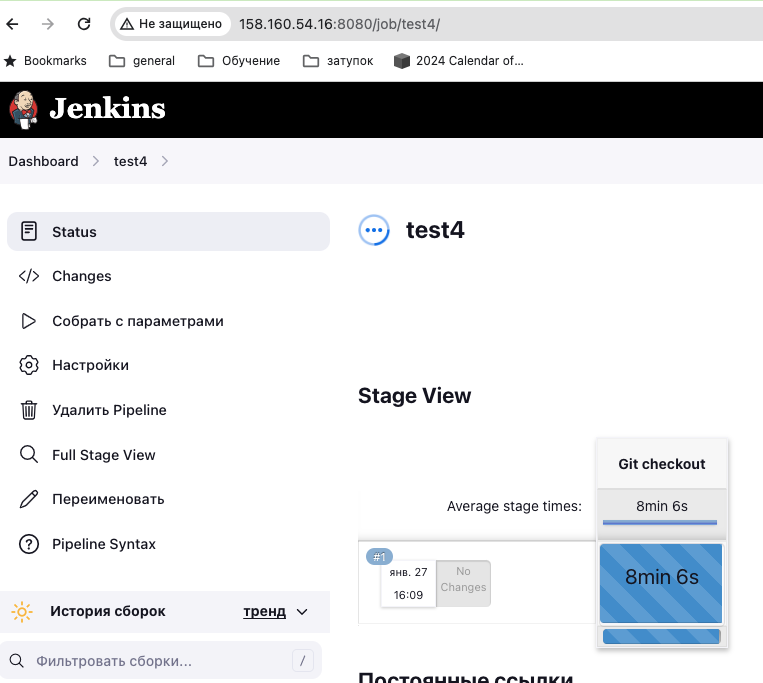 Не защищено 158.160.54.16:8080/job/test4/
Bookmarks general Обучение затупок 2024 Calendar of...
Jenkins
Dashboard test4
Status
Changes
Собрать с параметрами
Настройки
Удалить Pipeline
Full Stage View
Переименовать
Pipeline Syntax
История сборок тренд
Фильтровать сборки... /
test4
Stage View
Git checkout
Average stage times: 8min 6s
#1
янв. 27
16:09
No
Changes
8min 6s
Постоянные ссылки